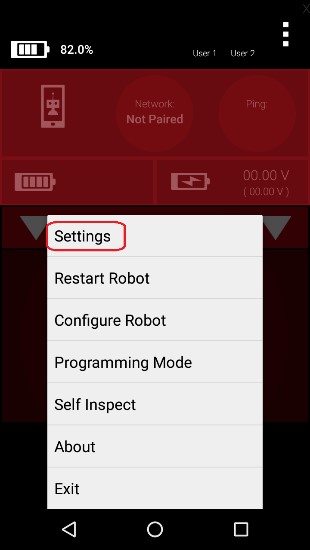 X
82.0%
User 1 User 2
Network:
Not Paired
Ping:
00.00 V
( 00.00 V )
Settings
Restart Robot
Configure Robot
Programming Mode
Self Inspect
About
Exit